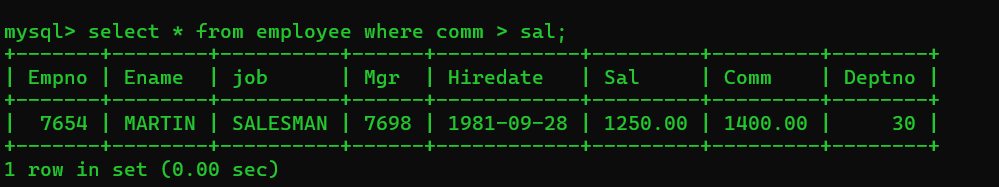 mysql> select * from employee where comm > sal;
+-------+--------+----------+------+------------+---------+---------+--------+
| Empno | Ename  | job      | Mgr  | Hiredate   | Sal     | Comm    | Deptno |
+-------+--------+----------+------+------------+---------+---------+--------+
|  7654 | MARTIN | SALESMAN | 7698 | 1981-09-28 | 1250.00 | 1400.00 |     30 |
+-------+--------+----------+------+------------+---------+---------+--------+
1 row in set (0.00 sec)